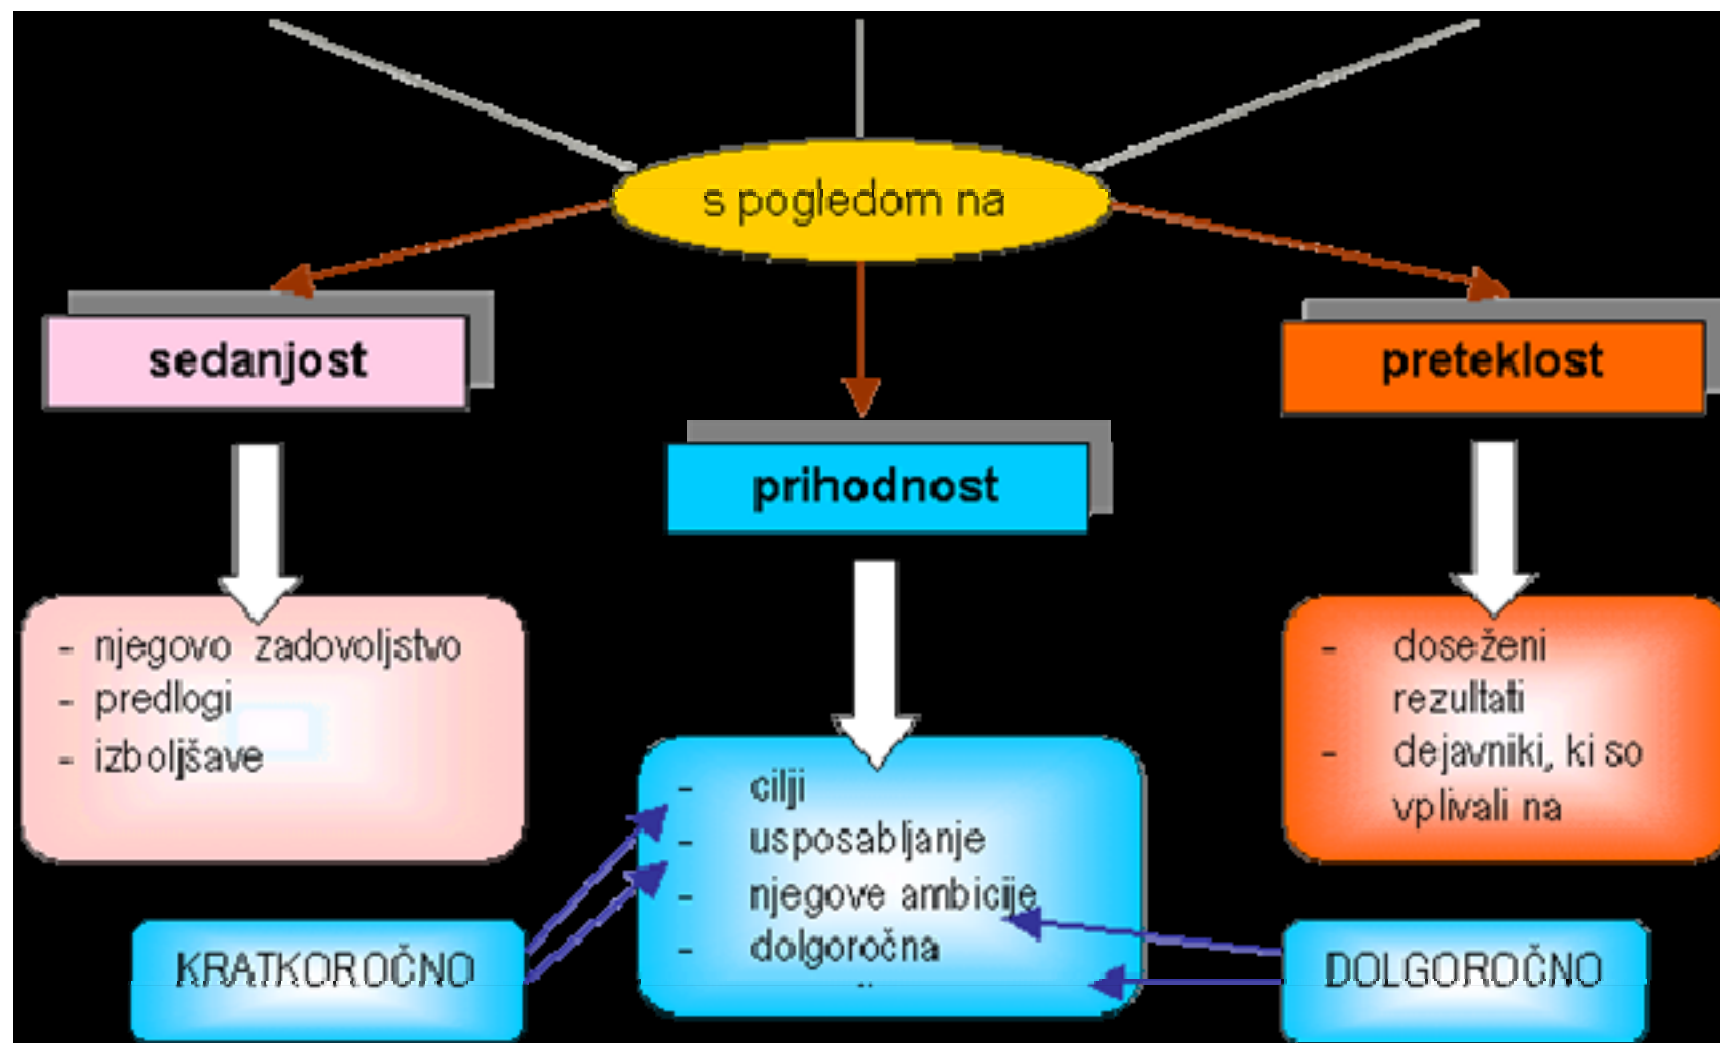 s pogledom na
sedanjost
preteklost
prihodnost
- njegovo zadovoljstvo
- predlogi
- izboljšave
- doseženi
rezultati
- dejavniki, ki so
vplivali na
- cilji
- usposabljanje
- njegove ambicije
- dolgoročna
KRATKOROČNO
DOLGOROČNO